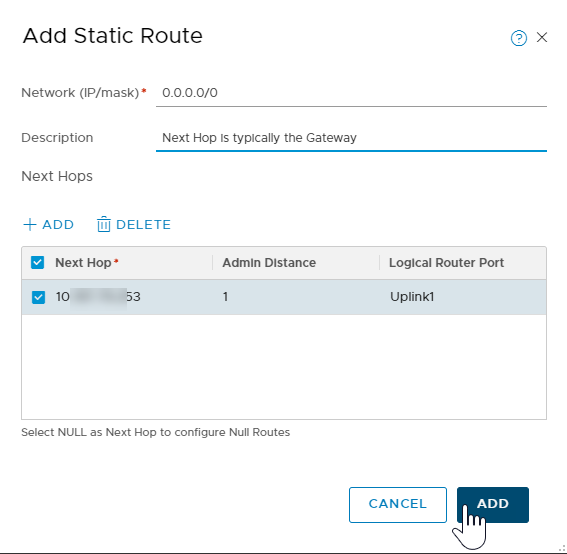 Add Static Route
Network (IP/mask)* 0.0.0.0/0
Description Next Hop is typically the Gateway
Next Hops
ADD DELETE
Next Hop* Admin Distance Logical Router Port
10 53 1 Uplink1
Select NULL as Next Hop to configure Null Routes
CANCEL ADD